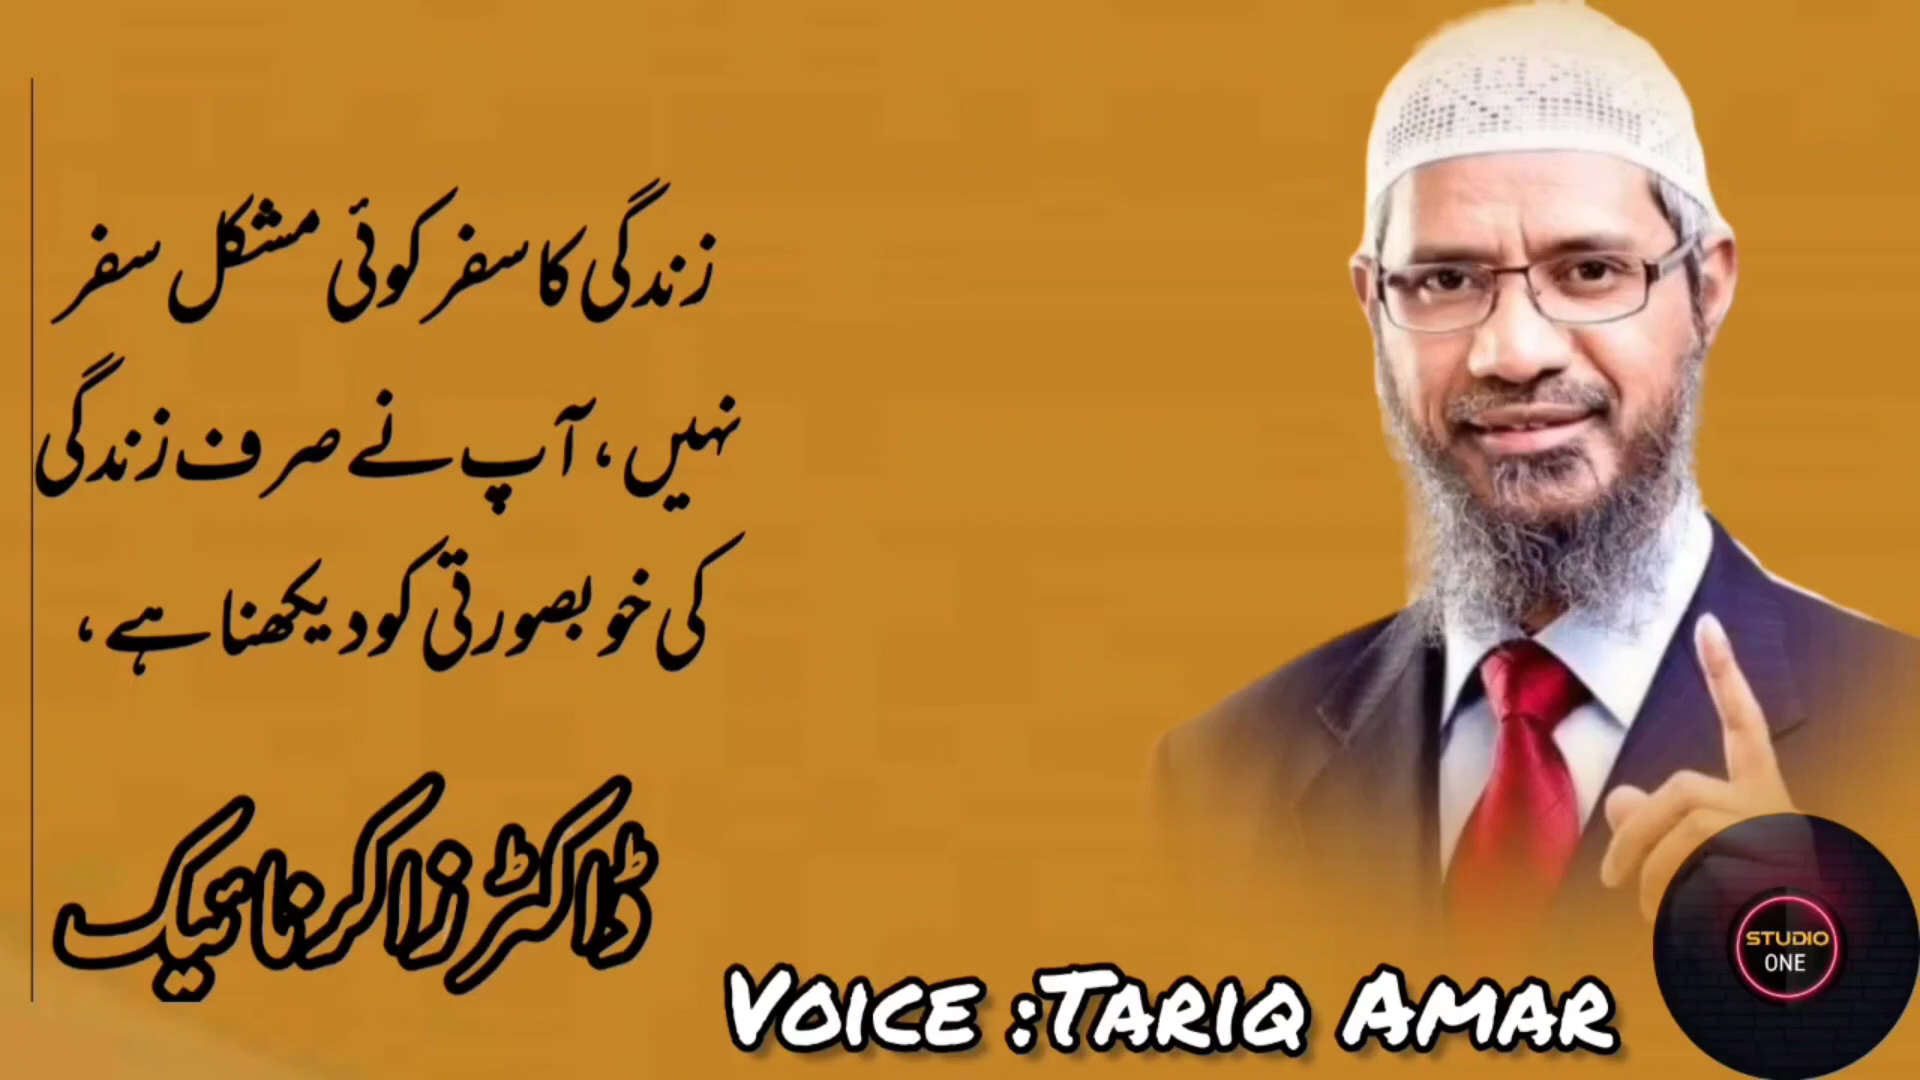 زندگی کا سفر کوئی مشکل سفر
نہیں، آپ نے صرف زندگی
کی خوبصورتی کو دیکھنا ہے،
ڈاکٹر زاکر نائیک
VOICE :TARIQ AMAR
STUDIO
ONE